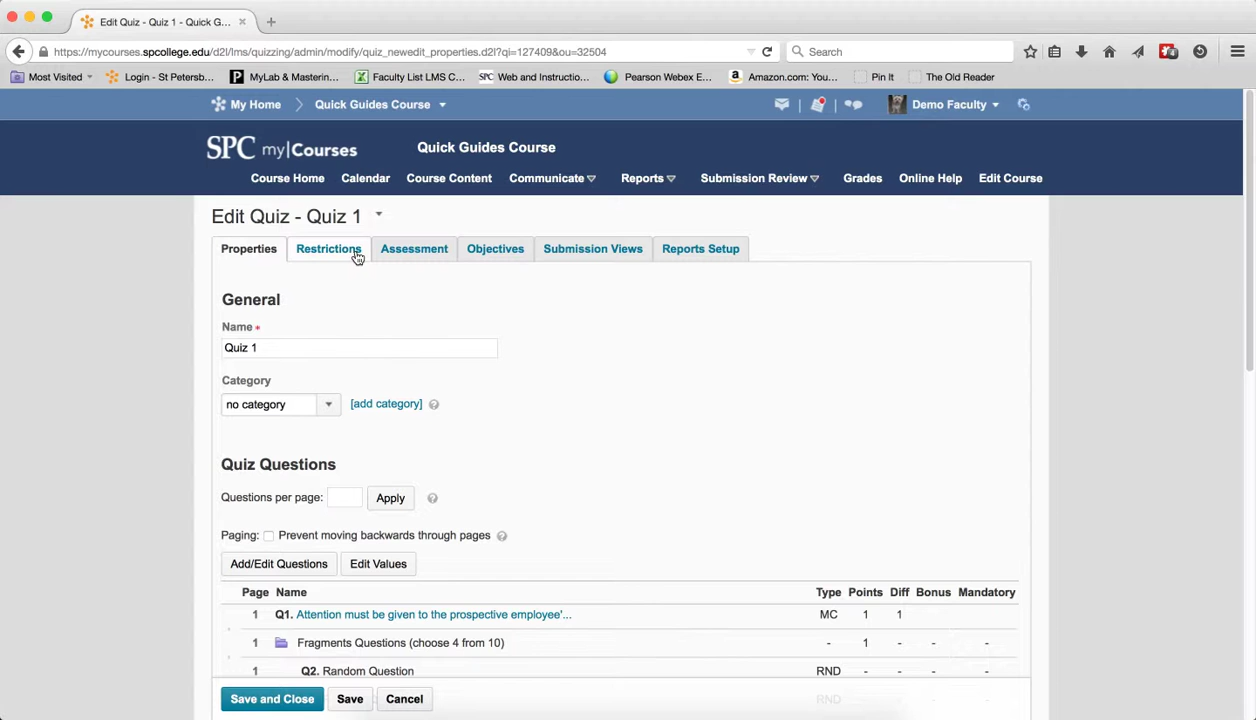 Edit Quiz - Quiz 1 - Quick G...
https://mycourses.spcollege.edu/d2l/lms/quizzing/admin/modify/quiz_newedit_properties.d2l?qi=127409&ou=32504
Search
Most Visited
Login - St Petersb...
MyLab & Masterin...
Faculty List LMS C...
SPC Web and Instructio...
Pearson Webex E...
Amazon.com: You...
Pin It
The Old Reader
My Home
Quick Guides Course
Demo Faculty
SPC my|Courses
Quick Guides Course
Course Home
Calendar
Course Content
Communicate
Reports
Submission Review
Grades
Online Help
Edit Course
Edit Quiz - Quiz 1
Properties
Restrictions
Assessment
Objectives
Submission Views
Reports Setup
General
Name *
Quiz 1
Category
no category
[add category]
Quiz Questions
Questions per page:
Apply
Paging: Prevent moving backwards through pages
Add/Edit Questions
Edit Values
Page Name Type Points Diff Bonus Mandatory
1 Q1. Attention must be given to the prospective employee'... MC 1 1
1 Fragments Questions (choose 4 from 10) - 1 - - -
1 Q2. Random Question RND - - - -
Save and Close
Save
Cancel
RND - - - -